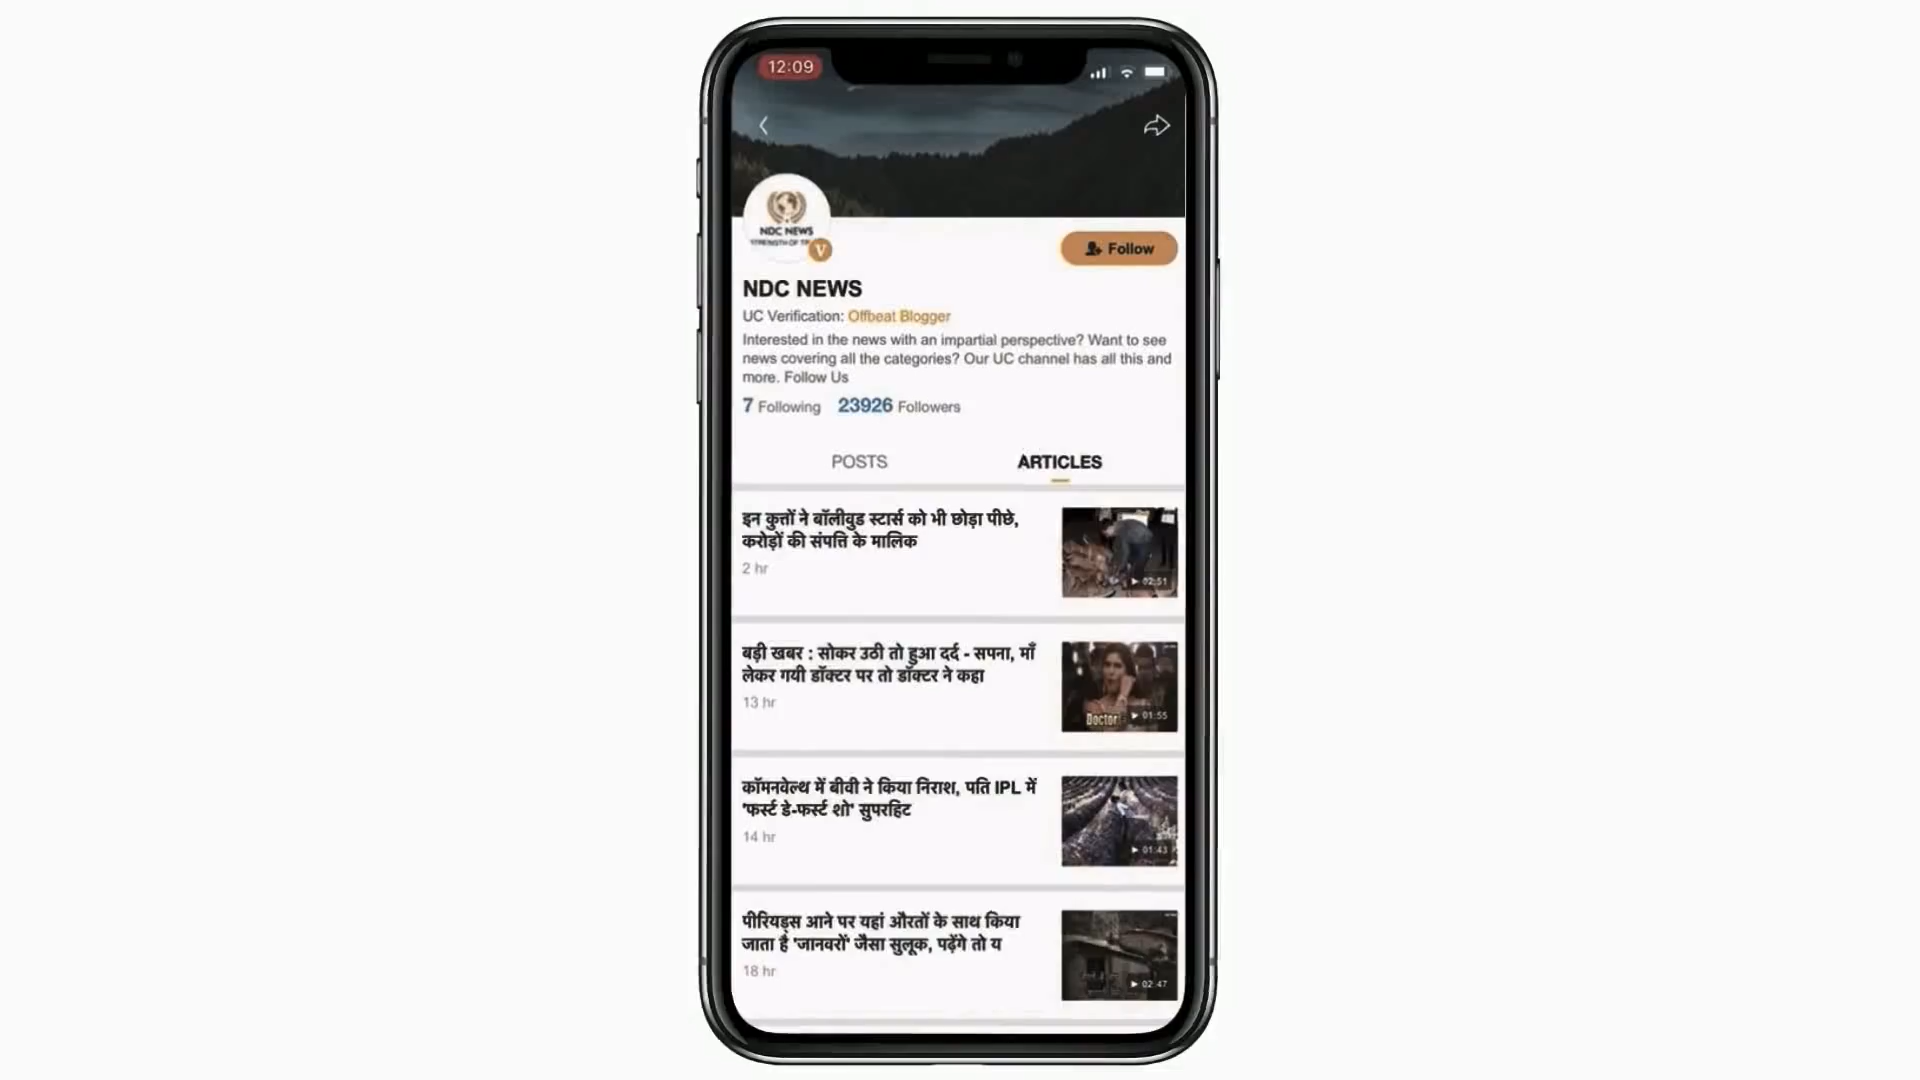 12:09
NDC NEWS
Follow
NDC NEWS
UC Verification: Offbeat Blogger
Interested in the news with an impartial perspective? Want to see
news covering all the categories? Our UC channel has all this and
more. Follow Us
7 Following 23926 Followers
POSTS ARTICLES
इन कुत्तों ने बॉलीवुड स्टार्स को भी छोड़ा पीछे,
करोड़ों की संपत्ति के मालिक
2 hr
02:51
बड़ी खबर : सोकर उठी तो हुआ दर्द - सपना, माँ
लेकर गयी डॉक्टर पर तो डॉक्टर ने कहा
13 hr
Doctor
01:55
कॉमनवेल्थ में बीवी ने किया निराश, पति IPL में
'फर्स्ट डे-फर्स्ट शो' सुपरहिट
14 hr
01:43
पीरियड्स आने पर यहां औरतों के साथ किया
जाता है 'जानवरों' जैसा सुलूक, पढ़ेंगे तो य
18 hr
02:47